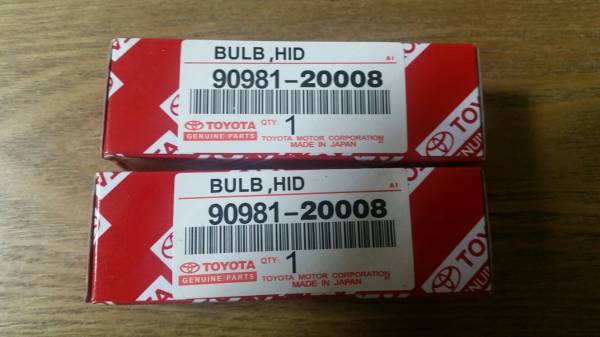 BULB,HID
A1
90981-20008
TOYOTA
GENUINE PARTS
QTY. 1
TOYOTA MOTOR CORPORATION
MADE IN JAPAN
BULB,HID
A1
90981-20008
TOYOTA
GENUINE PARTS
QTY. 1
TOYOTA MOTOR CORPORATION
MADE IN JAPAN